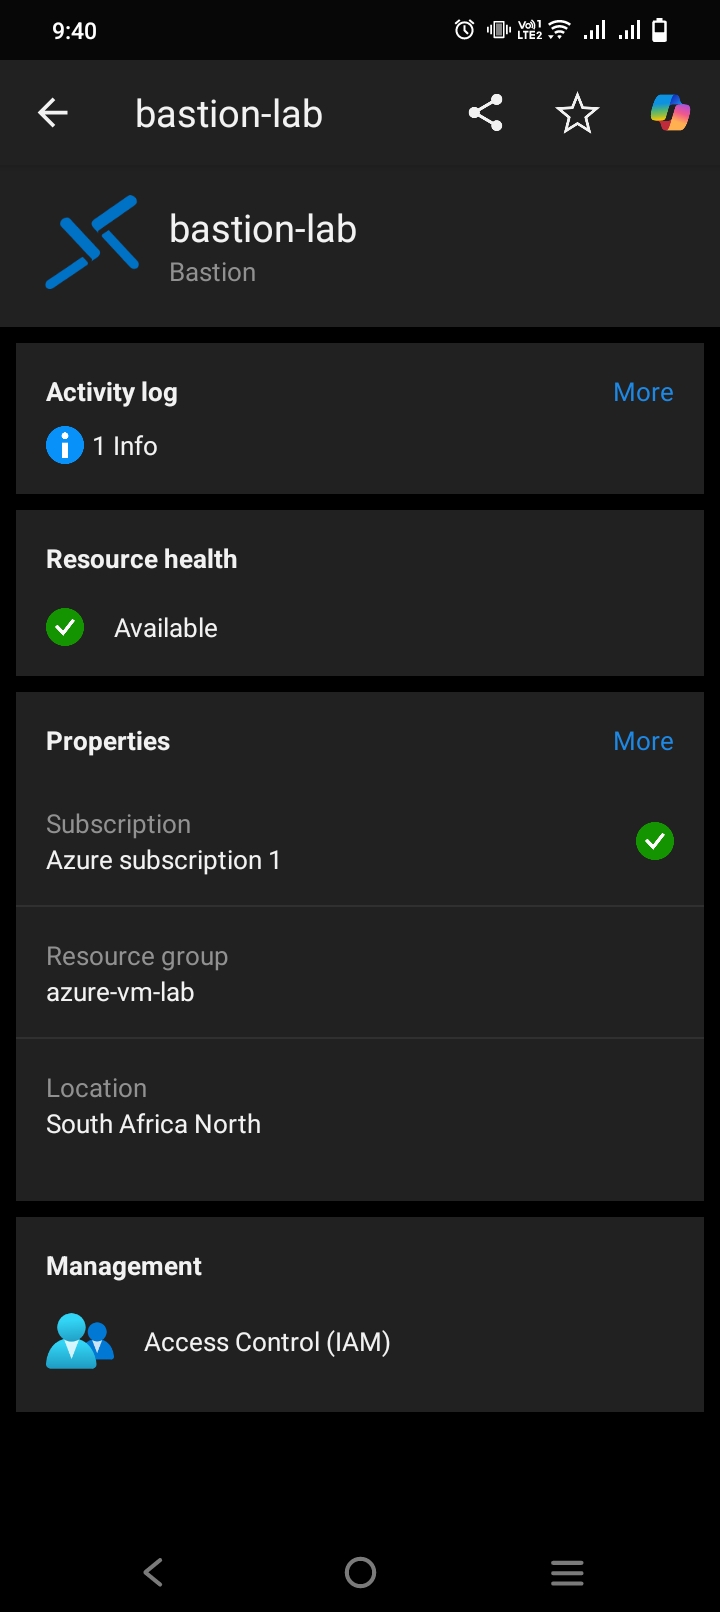 9:40
Vo) 1
LTE2
bastion-lab
bastion-lab
Bastion
Activity log
More
1 Info
Resource health
Available
Properties
More
Subscription
Azure subscription 1
Resource group
azure-vm-lab
Location
South Africa North
Management
Access Control (IAM)